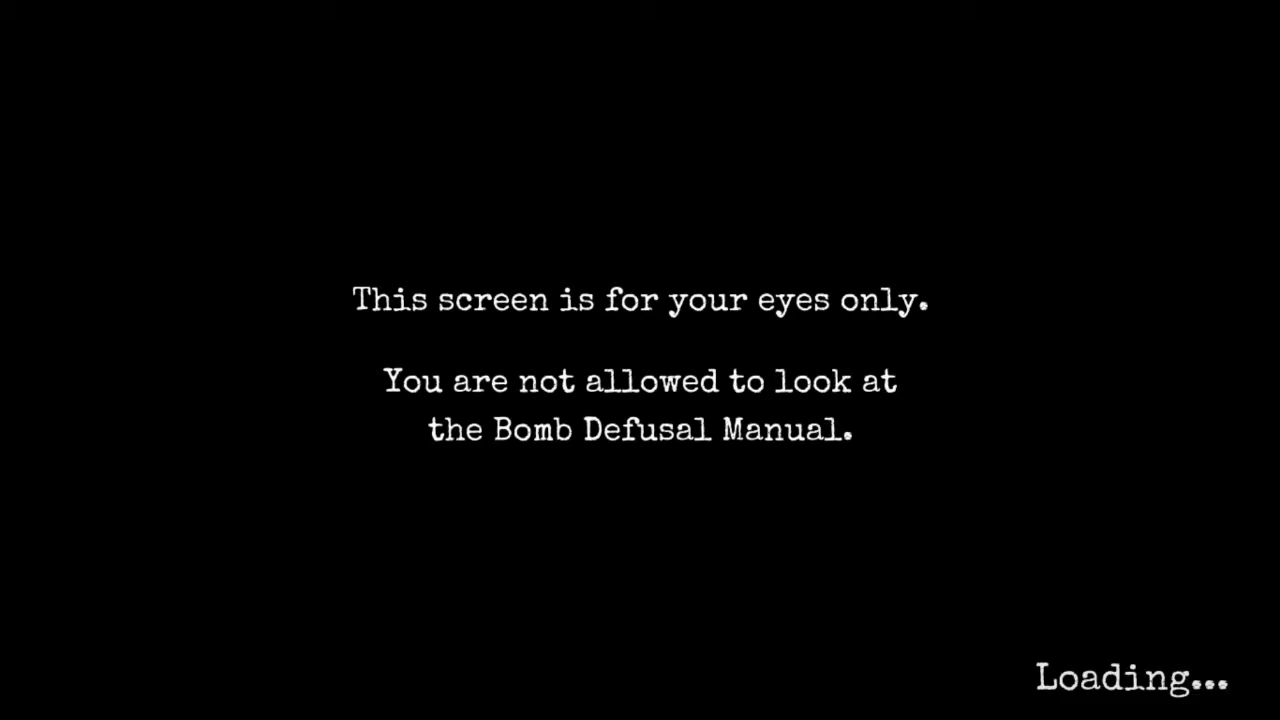 This screen is for your eyes only.
You are not allowed to look at
the Bomb Defusal Manual.
Loading...